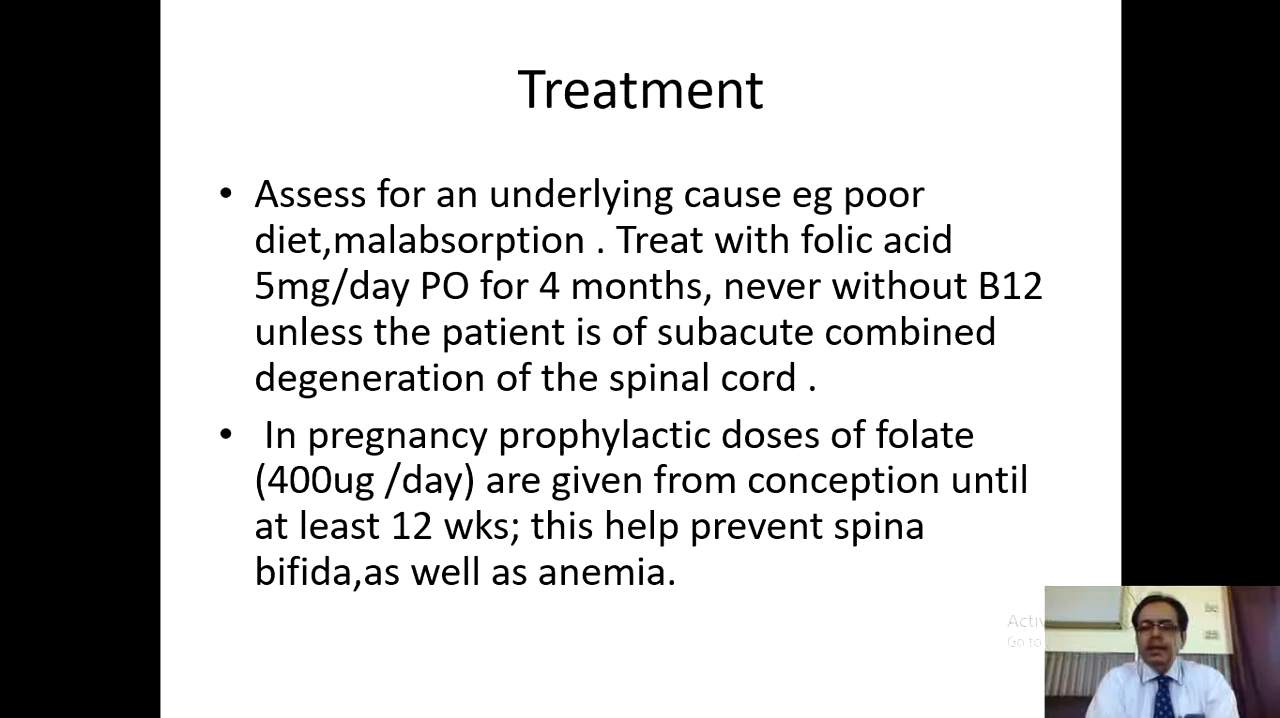 Treatment
• Assess for an underlying cause eg poor
diet,malabsorption . Treat with folic acid
5mg/day PO for 4 months, never without B12
unless the patient is of subacute combined
degeneration of the spinal cord .
• In pregnancy prophylactic doses of folate
(400ug /day) are given from conception until
at least 12 wks; this help prevent spina
bifida,as well as anemia.
Go to